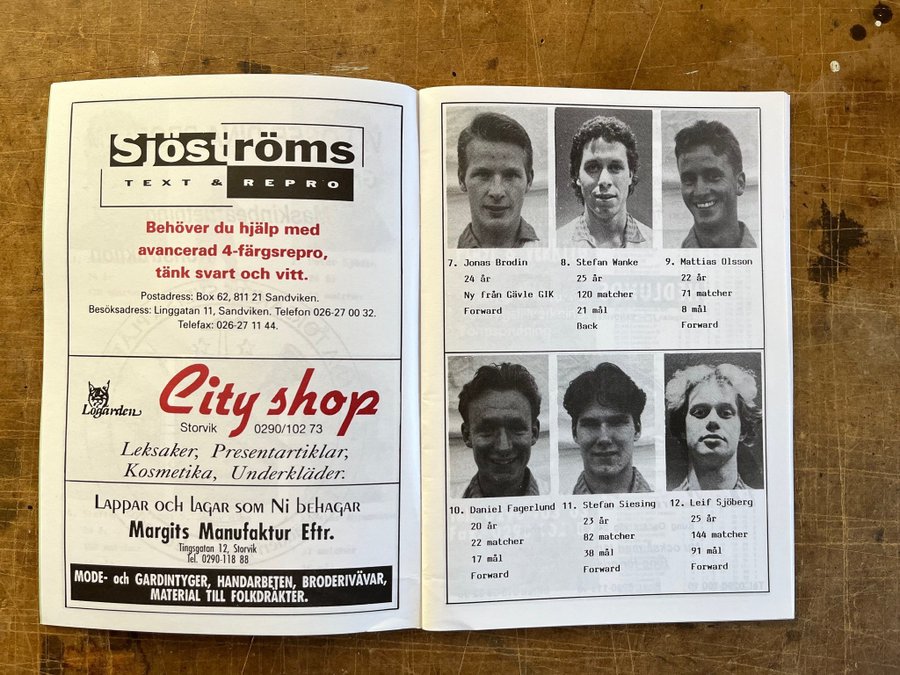 Sjöströms
TEXT & REPRO
Behöver du hjälp med
avancerad 4-färgsrepro,
tänk svart och vitt.
Postadress: Box 62, 811 21 Sandviken.
Besöksadress: Linggatan 11, Sandviken. Telefon 026-27 00 32.
Telefax: 026-27 11 44.
Logården
City shop
Storvik 0290/102 73
Leksaker, Presentartiklar,
Kosmetika, Underkläder.
Lappar och lagar som Ni behagar
Margits Manufaktur Eftr.
Tingsgatan 12, Storvik
Tel. 0290-118 88
MODE- och GARDINTYGER, HANDARBETEN, BRODERIVÄVAR,
MATERIAL TILL FOLKDRÄKTER.
7. Jonas Brodin
24 år
Ny från Gävle GIK
Forward
8. Stefan Wanke
25 år
120 matcher
21 mål
Back
9. Mattias Olsson
22 år
71 matcher
8 mål
Forward
10. Daniel Fagerlund
20 år
22 matcher
17 mål
Forward
11. Stefan Siesing
23 år
82 matcher
38 mål
Forward
12. Leif Sjöberg
25 år
144 matcher
91 mål
Forward